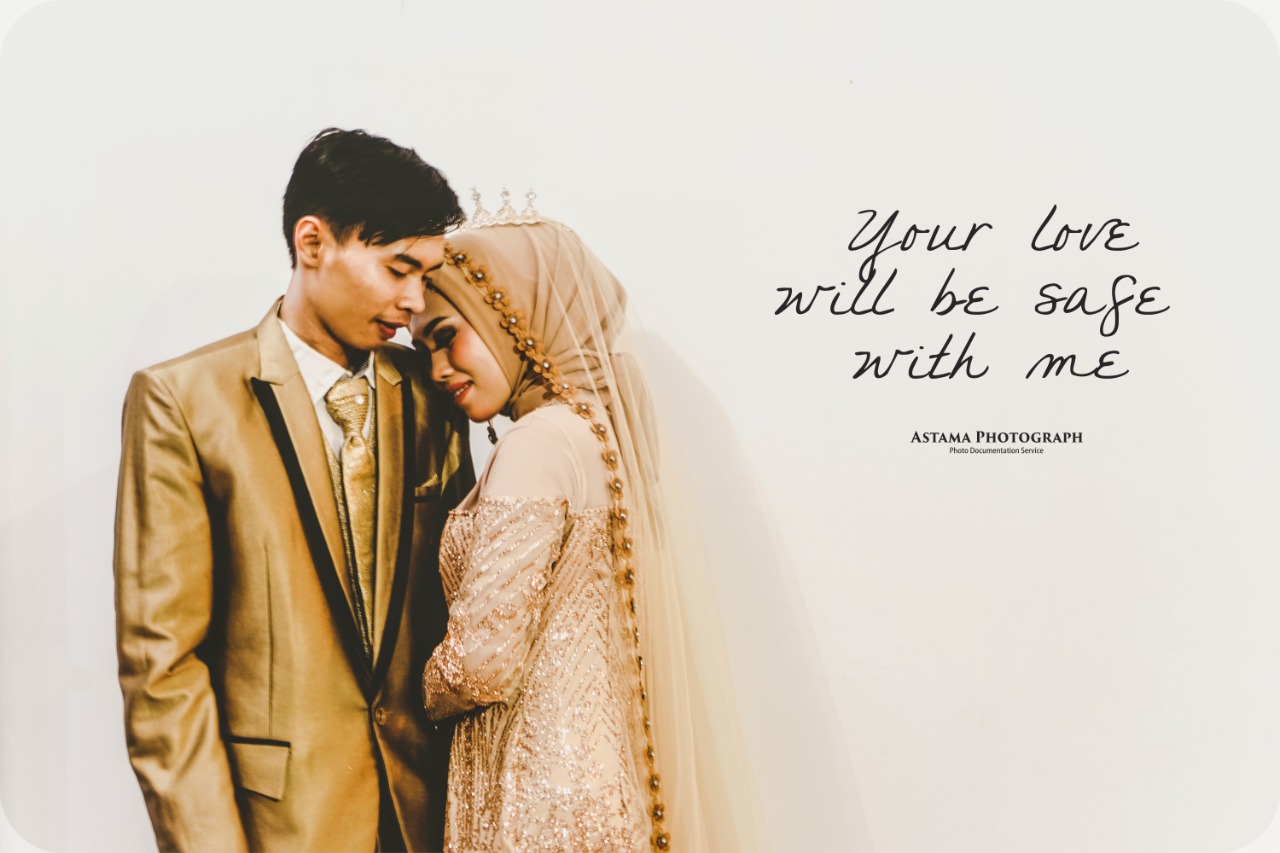 Your love
will be safe
with me
Astama Photograph
Photo Documentation Service